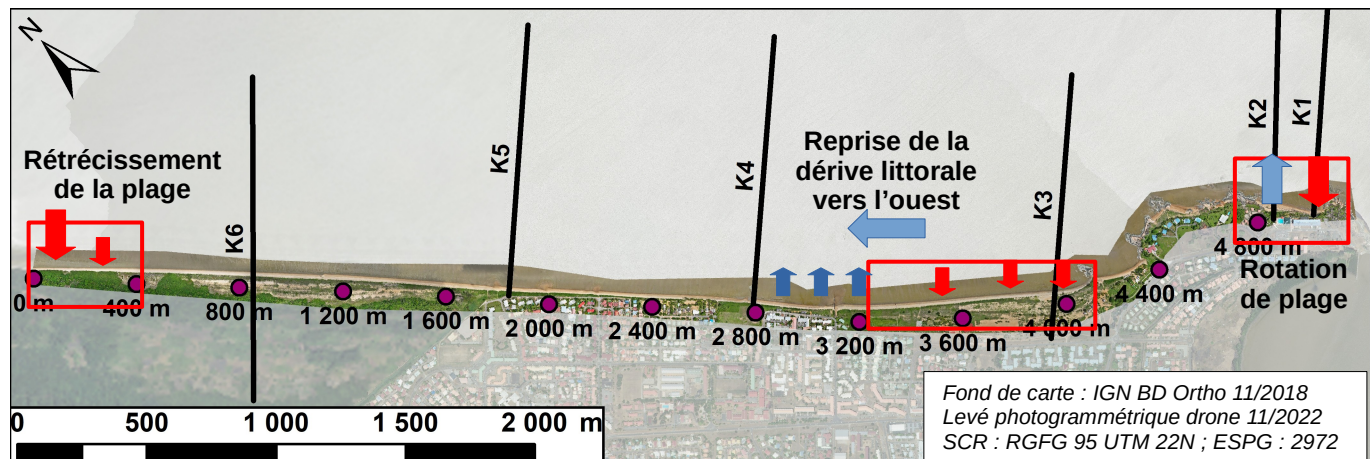 N
Rétrécissement
de la plage
K6
K5
K4
Reprise de la
dérive littorale
vers l'ouest
K3
K2
K1
Rotation
de plage
0 m
400 m
800 m
1 200 m
1 600 m
2 000 m
2 400 m
2 800 m
3 200 m
3 600 m
4 000 m
4 400 m
4 800 m
0 500 1 000 1 500 2 000 m
Fond de carte : IGN BD Ortho 11/2018
Levé photogrammétrique drone 11/2022
SCR : RGFG 95 UTM 22N ; ESPG : 2972